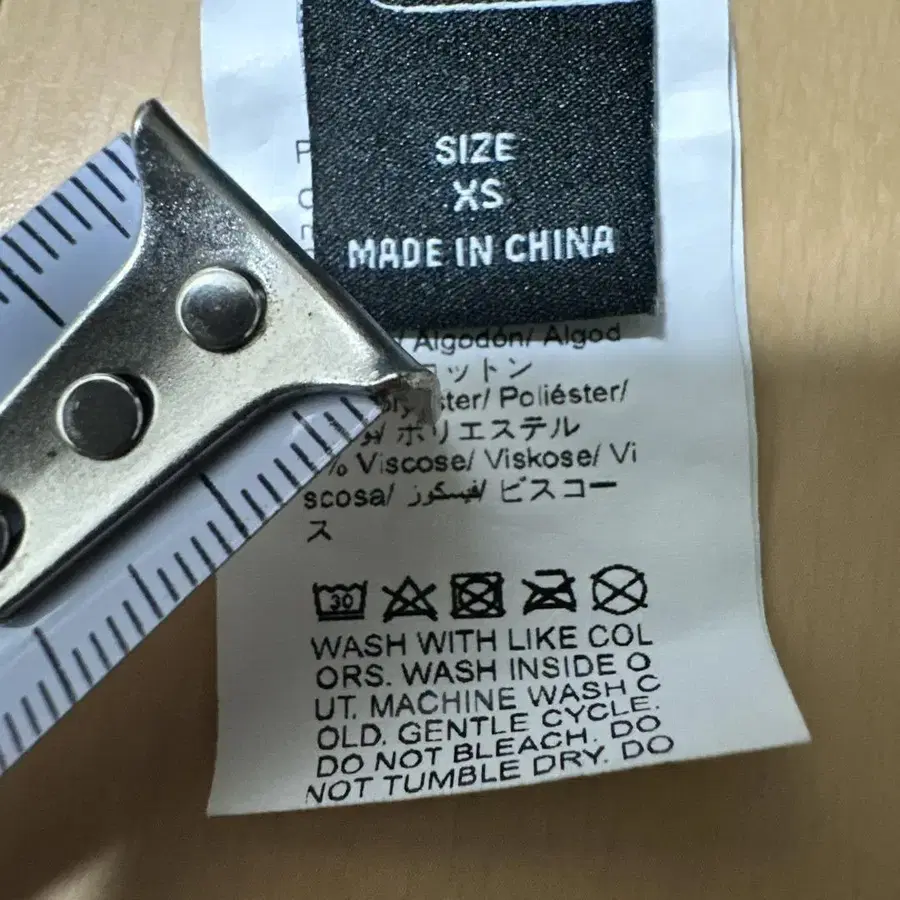 SIZE
XS
MADE IN CHINA
Algodón/ Algod
コットン
Poliéster/
ポリエステル
% Viscose/ Viskose/ Vi
scosa/ فيسكوز/ ビスコー
ス
30
WASH WITH LIKE COL
ORS. WASH INSIDE O
UT. MACHINE WASH C
OLD. GENTLE CYCLE.
DO NOT BLEACH. DO
NOT TUMBLE DRY. DO